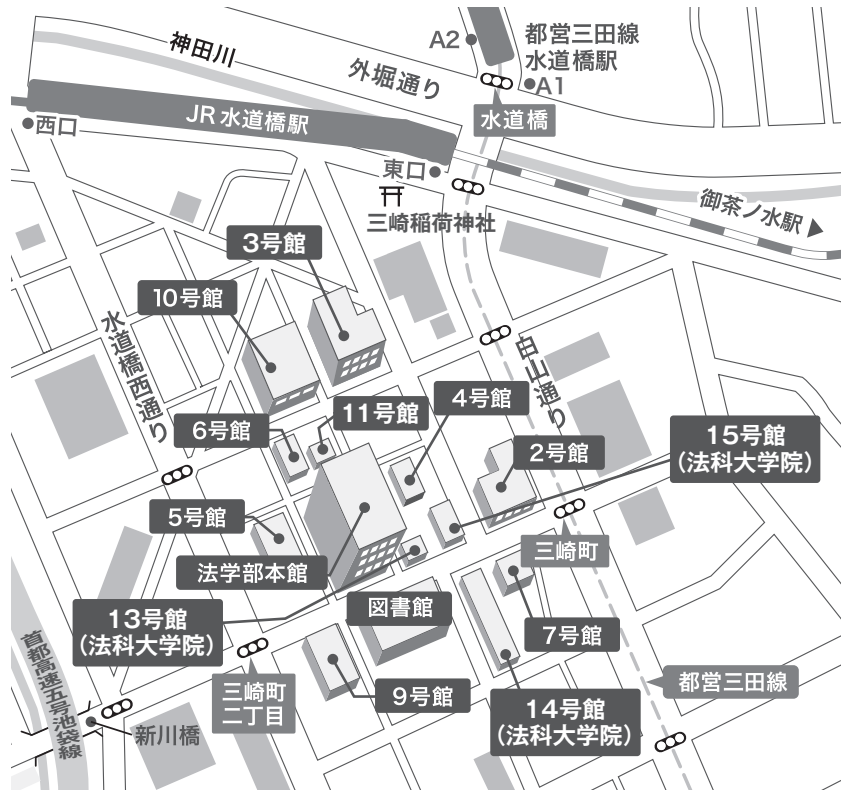 神田川
外堀通り
A2
都営三田線
水道橋駅
A1
JR水道橋駅
水道橋
西口
東口
三崎稲荷神社
御茶ノ水駅 ▶
3号館
10号館
水道橋西通り
白山通り
6号館
11号館
4号館
2号館
15号館
(法科大学院)
5号館
法学部本館
三崎町
13号館
(法科大学院)
図書館
7号館
首都高速五号池袋線
三崎町
二丁目
9号館
14号館
(法科大学院)
都営三田線
新川橋